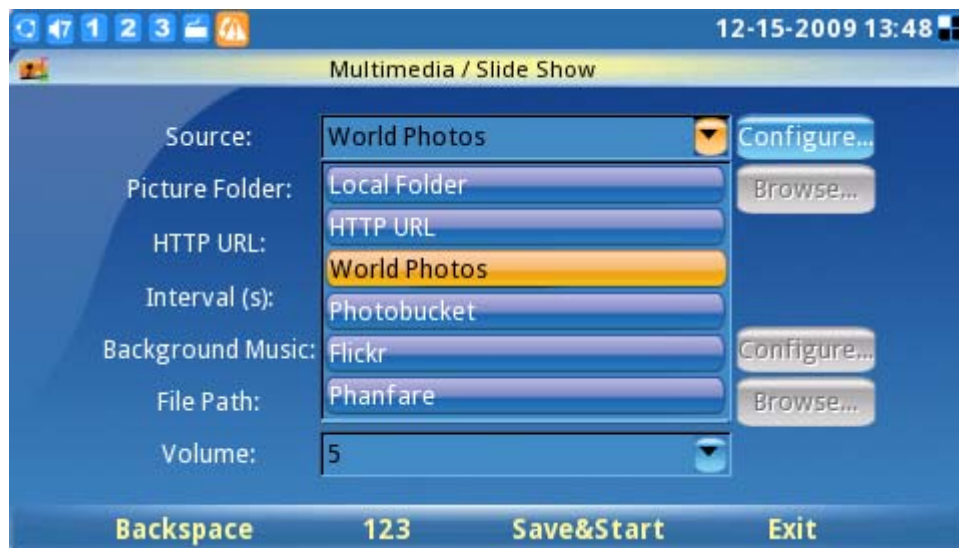 7 1 2 3 12-15-2009 13:48
Multimedia / Slide Show
Source: World Photos Configure...
Picture Folder: Local Folder Browse...
HTTP URL: HTTP URL
World Photos
Interval (s): Photobucket
Background Music: Flickr Configure...
File Path: Phanfare Browse...
Volume: 5
Backspace 123 Save&Start Exit